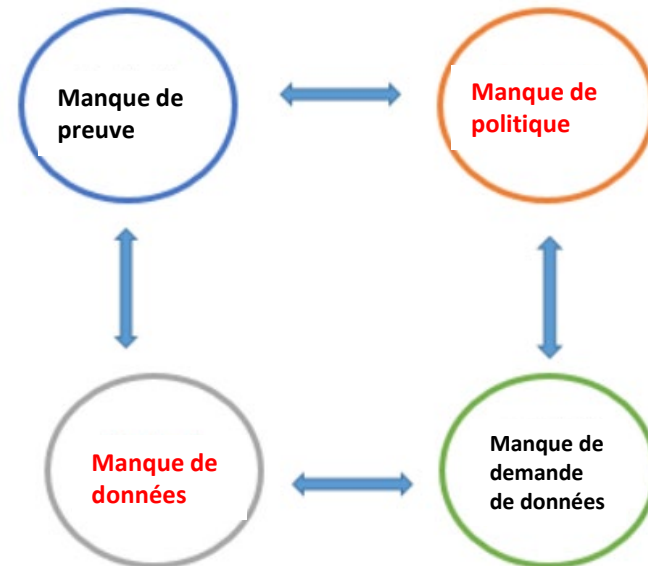 Manque de
preuve
Manque de
politique
Manque de
données
Manque de
demande
de données